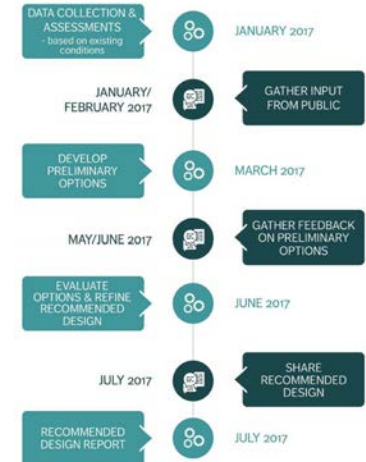 DATA COLLECTION &
ASSESSMENTS
- based on existing
conditions
JANUARY 2017
JANUARY/
FEBRUARY 2017
GATHER INPUT
FROM PUBLIC
DEVELOP
PRELIMINARY
OPTIONS
MARCH 2017
MAY/JUNE 2017
GATHER FEEDBACK
ON PRELIMINARY
OPTIONS
EVALUATE
OPTIONS & REFINE
RECOMMENDED
DESIGN
JUNE 2017
JULY 2017
SHARE
RECOMMENDED
DESIGN
RECOMMENDED
DESIGN REPORT
JULY 2017